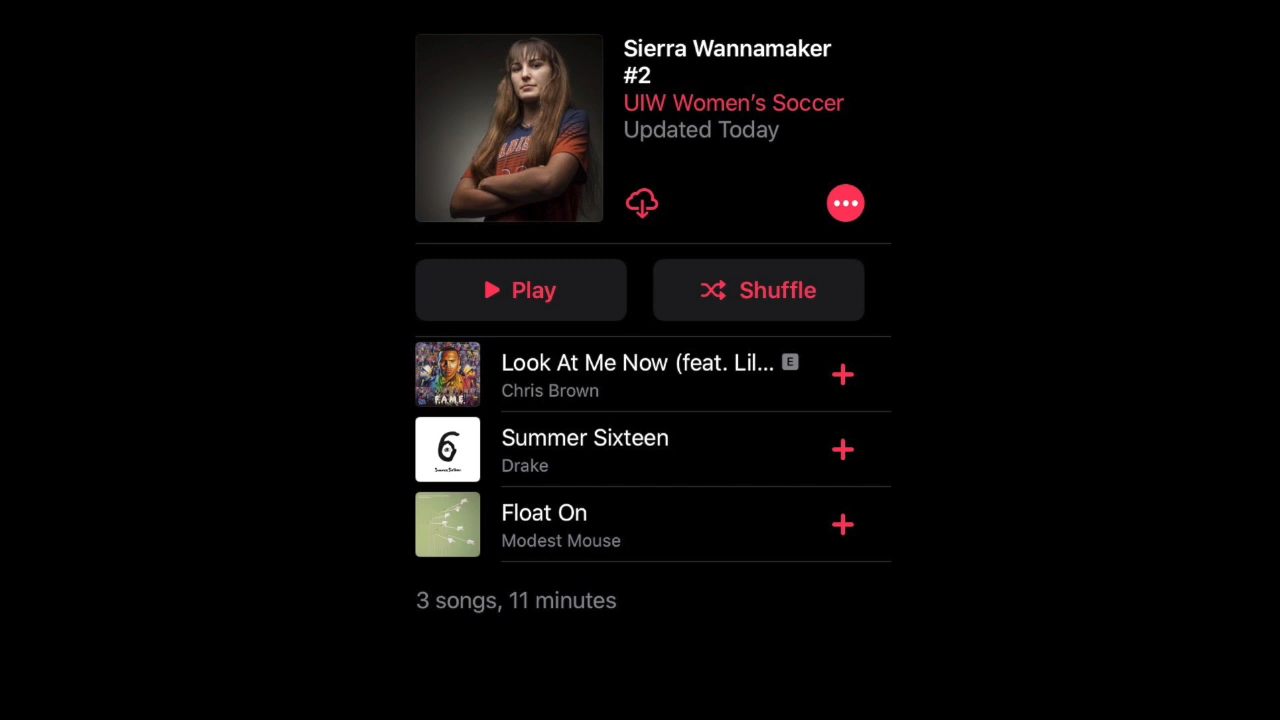 Sierra Wannamaker
#2
UIW Women’s Soccer
Updated Today
Play
Shuffle
Look At Me Now (feat. Lil... E
Chris Brown
F.A.M.E.
Summer Sixteen
Drake
6
Float On
Modest Mouse
3 songs, 11 minutes